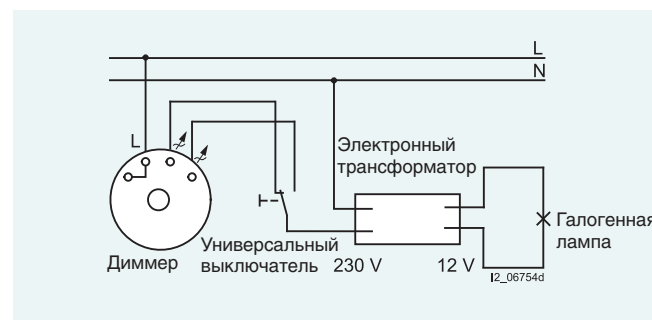 L
N
L
Электронный
трансформатор
Галогенная
лампа
Универсальный
выключатель
Диммер
230 V
12 V
I2_06754d